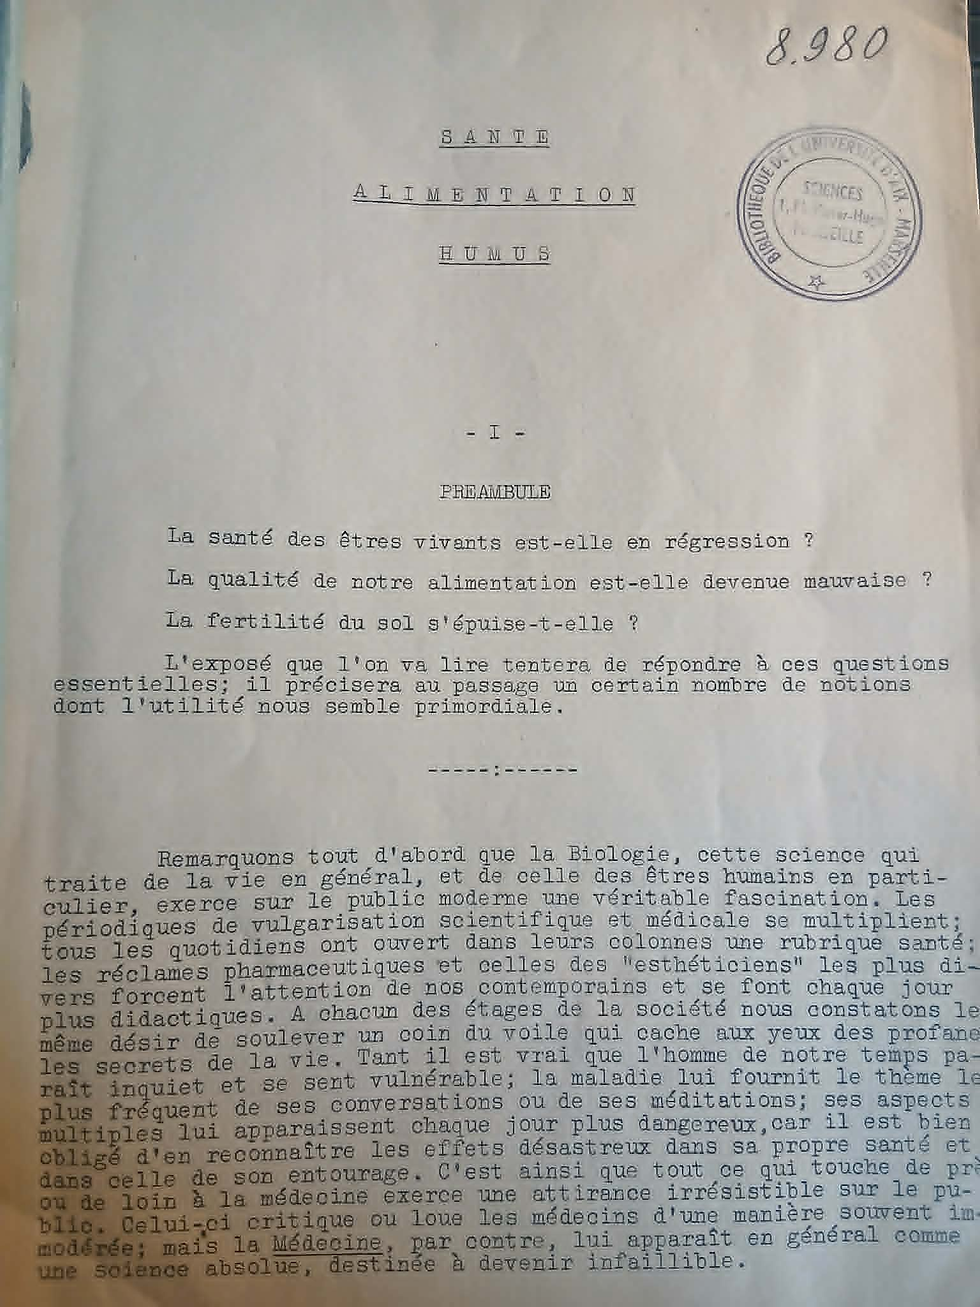 8.980
S A N T E
A L I M E N T A T I O N
H U M U S
BIBLIOTHEQUE DE L'UNIVERSITE D'AIX - MARSEILLE
SCIENCES
MARSEILLE
- I -
PREAMBULE
La santé des êtres vivants est-elle en régression ?
La qualité de notre alimentation est-elle devenue mauvaise ?
La fertilité du sol s'épuise-t-elle ?
L'exposé que l'on va lire tentera de répondre à ces questions
essentielles; il précisera au passage un certain nombre de notions
dont l'utilité nous semble primordiale.
-----:------
Remarquons tout d'abord que la Biologie, cette science qui
traite de la vie en général, et de celle des êtres humains en parti-
culier, exerce sur le public moderne une véritable fascination. Les
périodiques de vulgarisation scientifique et médicale se multiplient;
tous les quotidiens ont ouvert dans leurs colonnes une rubrique santé;
les réclames pharmaceutiques et celles des "esthéticiens" les plus di-
vers forcent l'attention de nos contemporains et se font chaque jour
plus didactiques. A chacun des étages de la société nous constatons le
même désir de soulever un coin du voile qui cache aux yeux des profane
les secrets de la vie. Tant il est vrai que l'homme de notre temps pa-
raît inquiet et se sent vulnérable; la maladie lui fournit le thème le
plus fréquent de ses conversations ou de ses méditations; ses aspects
multiples lui apparaissent chaque jour plus dangereux,car il est bien
obligé d'en reconnaître les effets désastreux dans sa propre santé et
dans celle de son entourage. C'est ainsi que tout ce qui touche de prè
ou de loin à la médecine exerce une attirance irrésistible sur le pu-
blic. Celui-ci critique ou loue les médecins d'une manière souvent im-
modérée; mais la Médecine, par contre, lui apparaît en général comme
une science absolue, destinée à devenir infaillible.